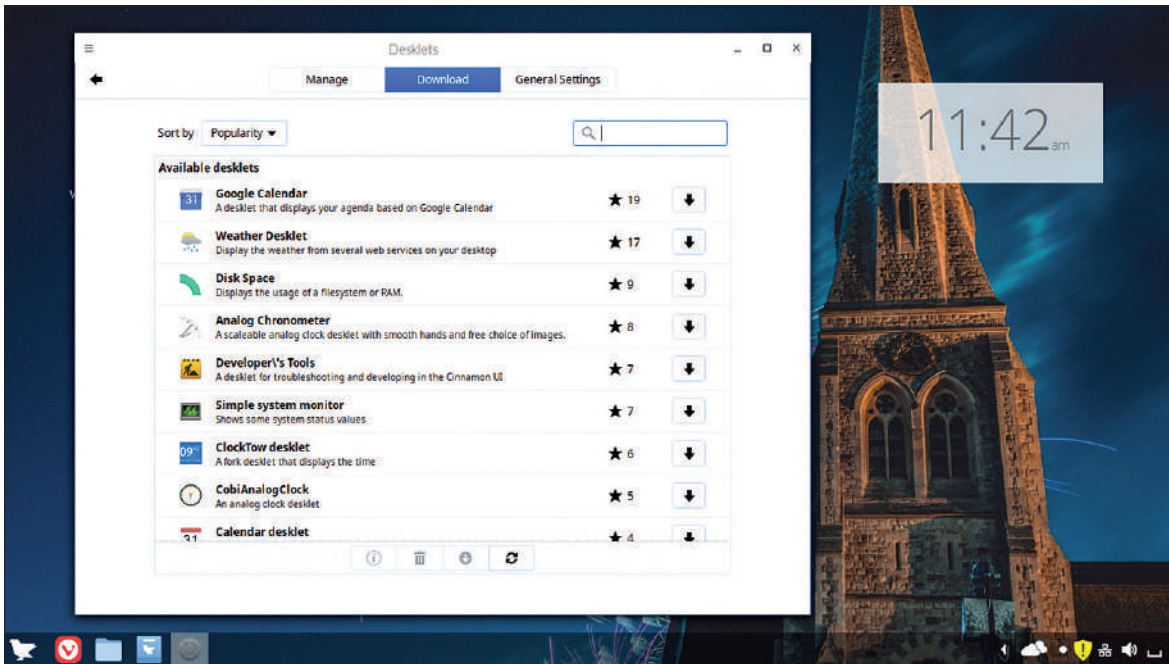 Desklets
Manage Download General Settings
Sort by Popularity
Available desklets
Google Calendar
A desklet that displays your agenda based on Google Calendar
19
Weather Desklet
Display the weather from several web services on your desktop
17
Disk Space
Displays the usage of a filesystem or RAM.
9
Analog Chronometer
A scaleable analog clock desklet with smooth hands and free choice of images.
8
Developer\'s Tools
A desklet for troubleshooting and developing in the Cinnamon UI
7
Simple system monitor
Shows some system status values
7
ClockTow desklet
A fork desklet that displays the time
6
CobiAnalogClock
An analog clock desklet
5
Calendar desklet
4
31
09
31
11:42 am